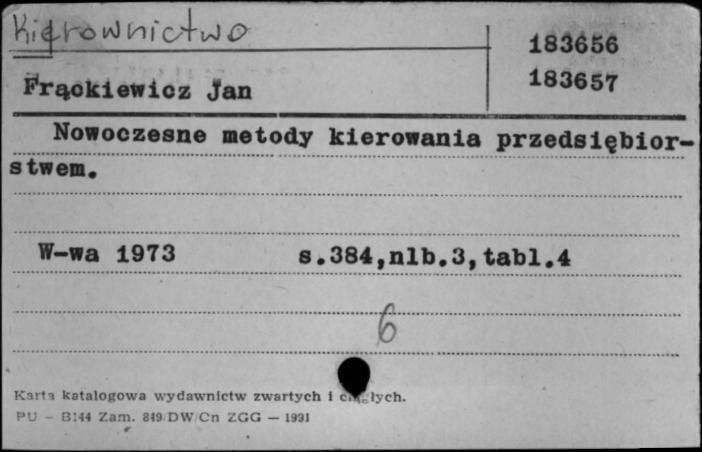 Kierownictwo
183656
183657
Frąckiewicz Jan
Nowoczesne metody kierowania przedsiębior-
stwem.
W-wa 1973 s.384,nlb.3,tabl.4
6
Karta katalogowa wydawnictw zwartych i ciągłych.
PU - B144 Zam. 849/DW/Cn ZGG — 1991